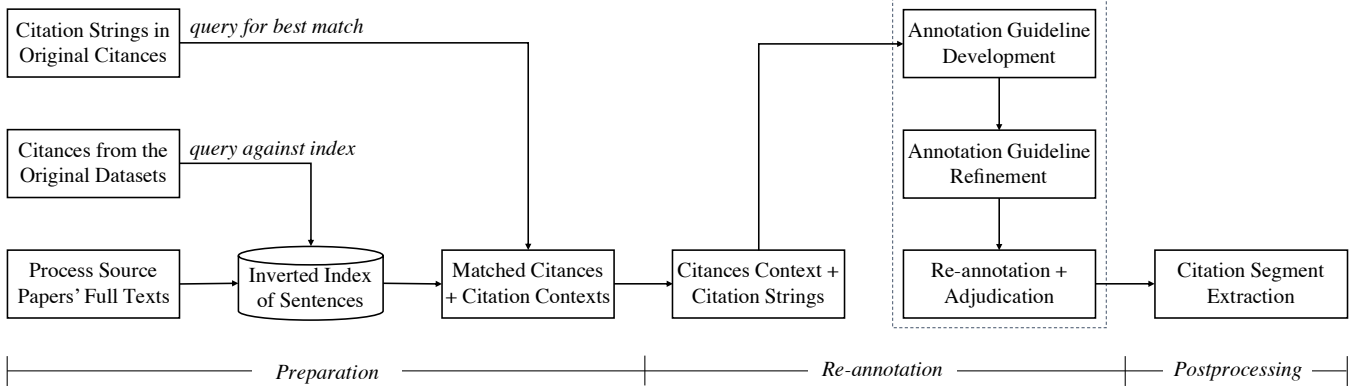 Citation Strings in
Original Citances
query for best match
Annotation Guideline
Development
Citances from the
Original Datasets
query against index
Annotation Guideline
Refinement
Process Source
Papers' Full Texts
Inverted Index
of Sentences
Matched Citances
+ Citation Contexts
Citances Context +
Citation Strings
Re-annotation +
Adjudication
Citation Segment
Extraction
Preparation
Re-annotation
Postprocessing